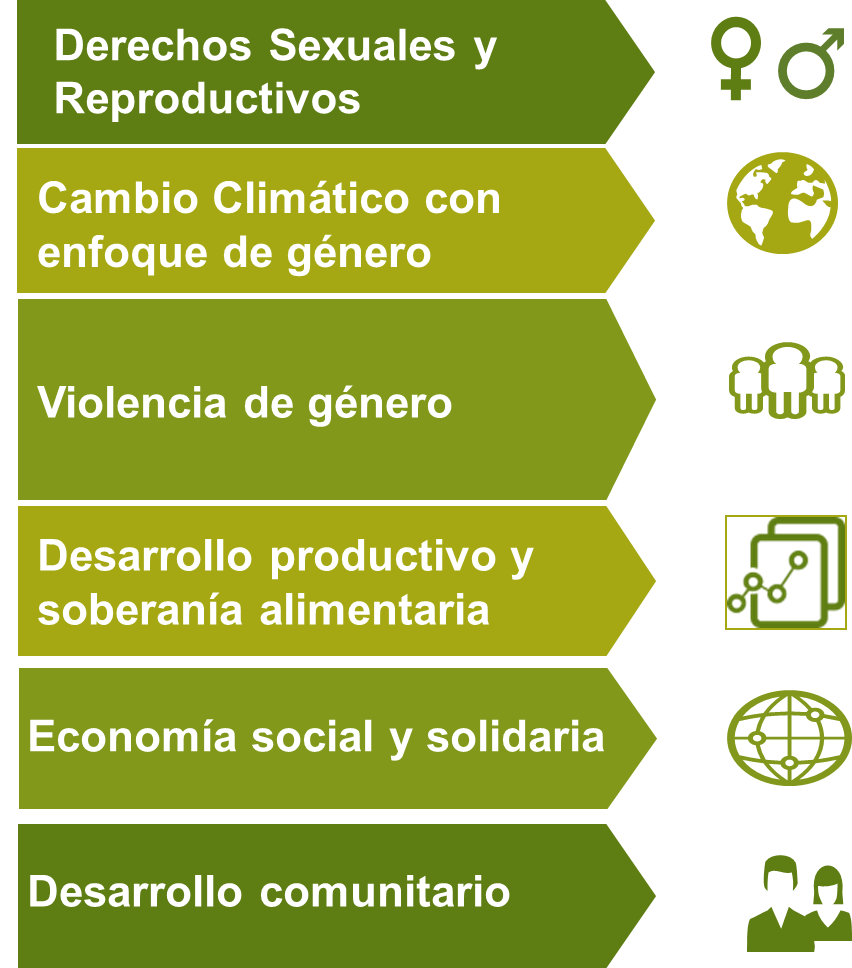 Derechos Sexuales y
Reproductivos
Cambio Climático con
enfoque de género
Violencia de género
Desarrollo productivo y
soberanía alimentaria
Economía social y solidaria
Desarrollo comunitario